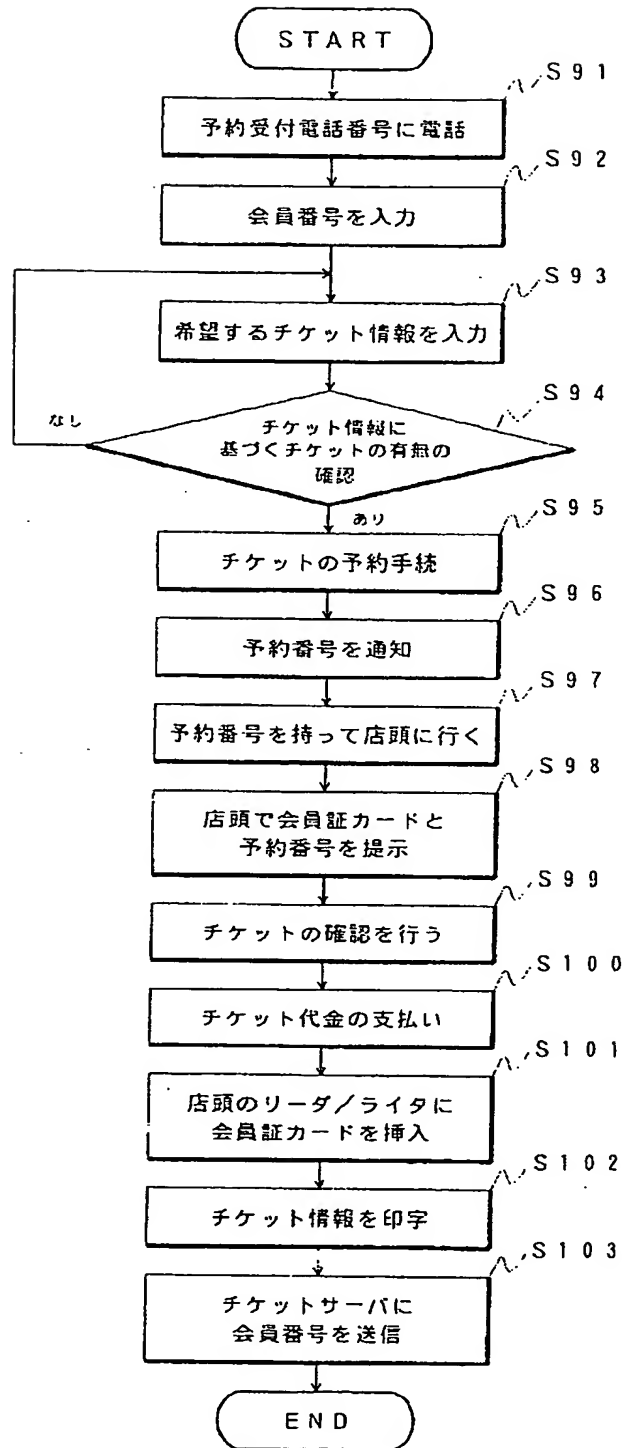 START
S91
予約受付電話番号に電話
S92
会員番号を入力
S93
希望するチケット情報を入力
S94
なし
チケット情報に
基づくチケットの有無の
確認
あり
S95
チケットの予約手続
S96
予約番号を通知
S97
予約番号を持って店頭に行く
S98
店頭で会員証カードと
予約番号を提示
S99
チケットの確認を行う
S100
チケット代金の支払い
S101
店頭のリーダ/ライタに
会員証カードを挿入
S102
チケット情報を印字
S103
チケットサーバに
会員番号を送信
END